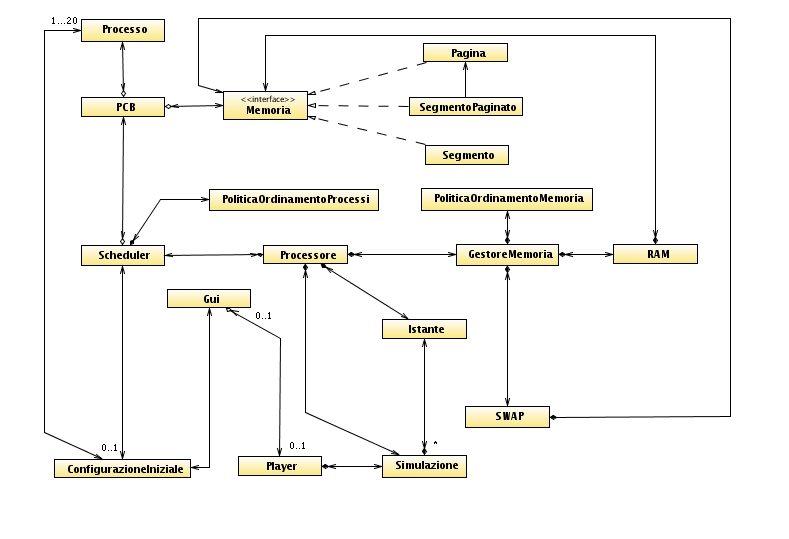 1...20
Processo
Pagina
<<interface>>
Memoria
PCB
SegmentoPaginato
Segmento
PoliticaOrdinamentoProcessi
PoliticaOrdinamentoMemoria
Scheduler
Processore
GestoreMemoria
RAM
Gui
0..1
Istante
SWAP
0..1
0..1
*
ConfigurazioneIniziale
Player
Simulazione